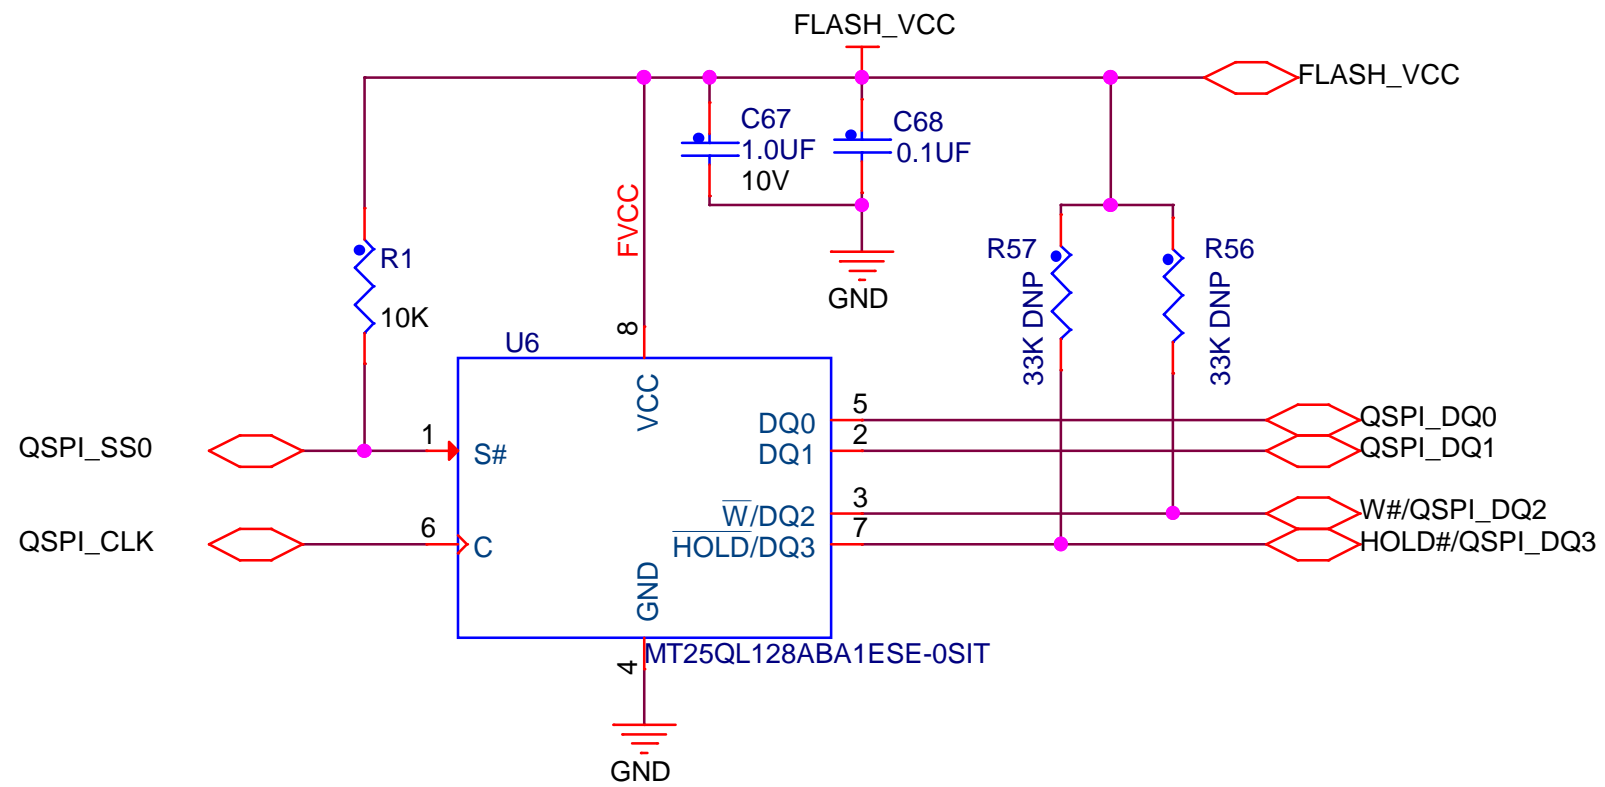 FLASH_VCC
FLASH_VCC
C67
1.0UF
10V
C68
0.1UF
FVCC
GND
R1
10K
R57
33K DNP
R56
33K DNP
U6
8
VCC
QSPI_SS0
1
S#
DQ0
5
QSPI_DQ0
DQ1
2
QSPI_DQ1
QSPI_CLK
6
C
W/DQ2
3
W#/QSPI_DQ2
HOLD/DQ3
7
HOLD#/QSPI_DQ3
GND
4
MT25QL128ABA1ESE-0SIT
GND